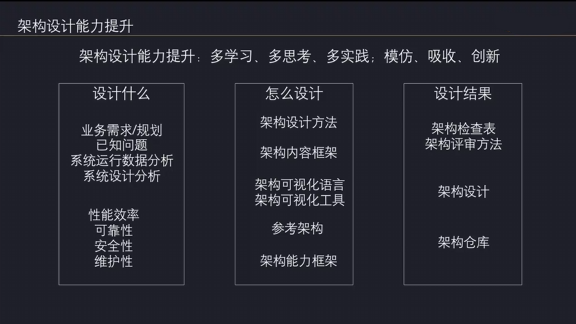 架构设计能力提升
架构设计能力提升：多学习、多思考、多实践；模仿、吸收、创新
设计什么
业务需求/规划
已知问题
系统运行数据分析
系统设计分析
性能效率
可靠性
安全性
维护性
怎么设计
架构设计方法
架构内容框架
架构可视化语言
架构可视化工具
参考架构
架构能力框架
设计结果
架构检查表
架构评审方法
架构设计
架构仓库